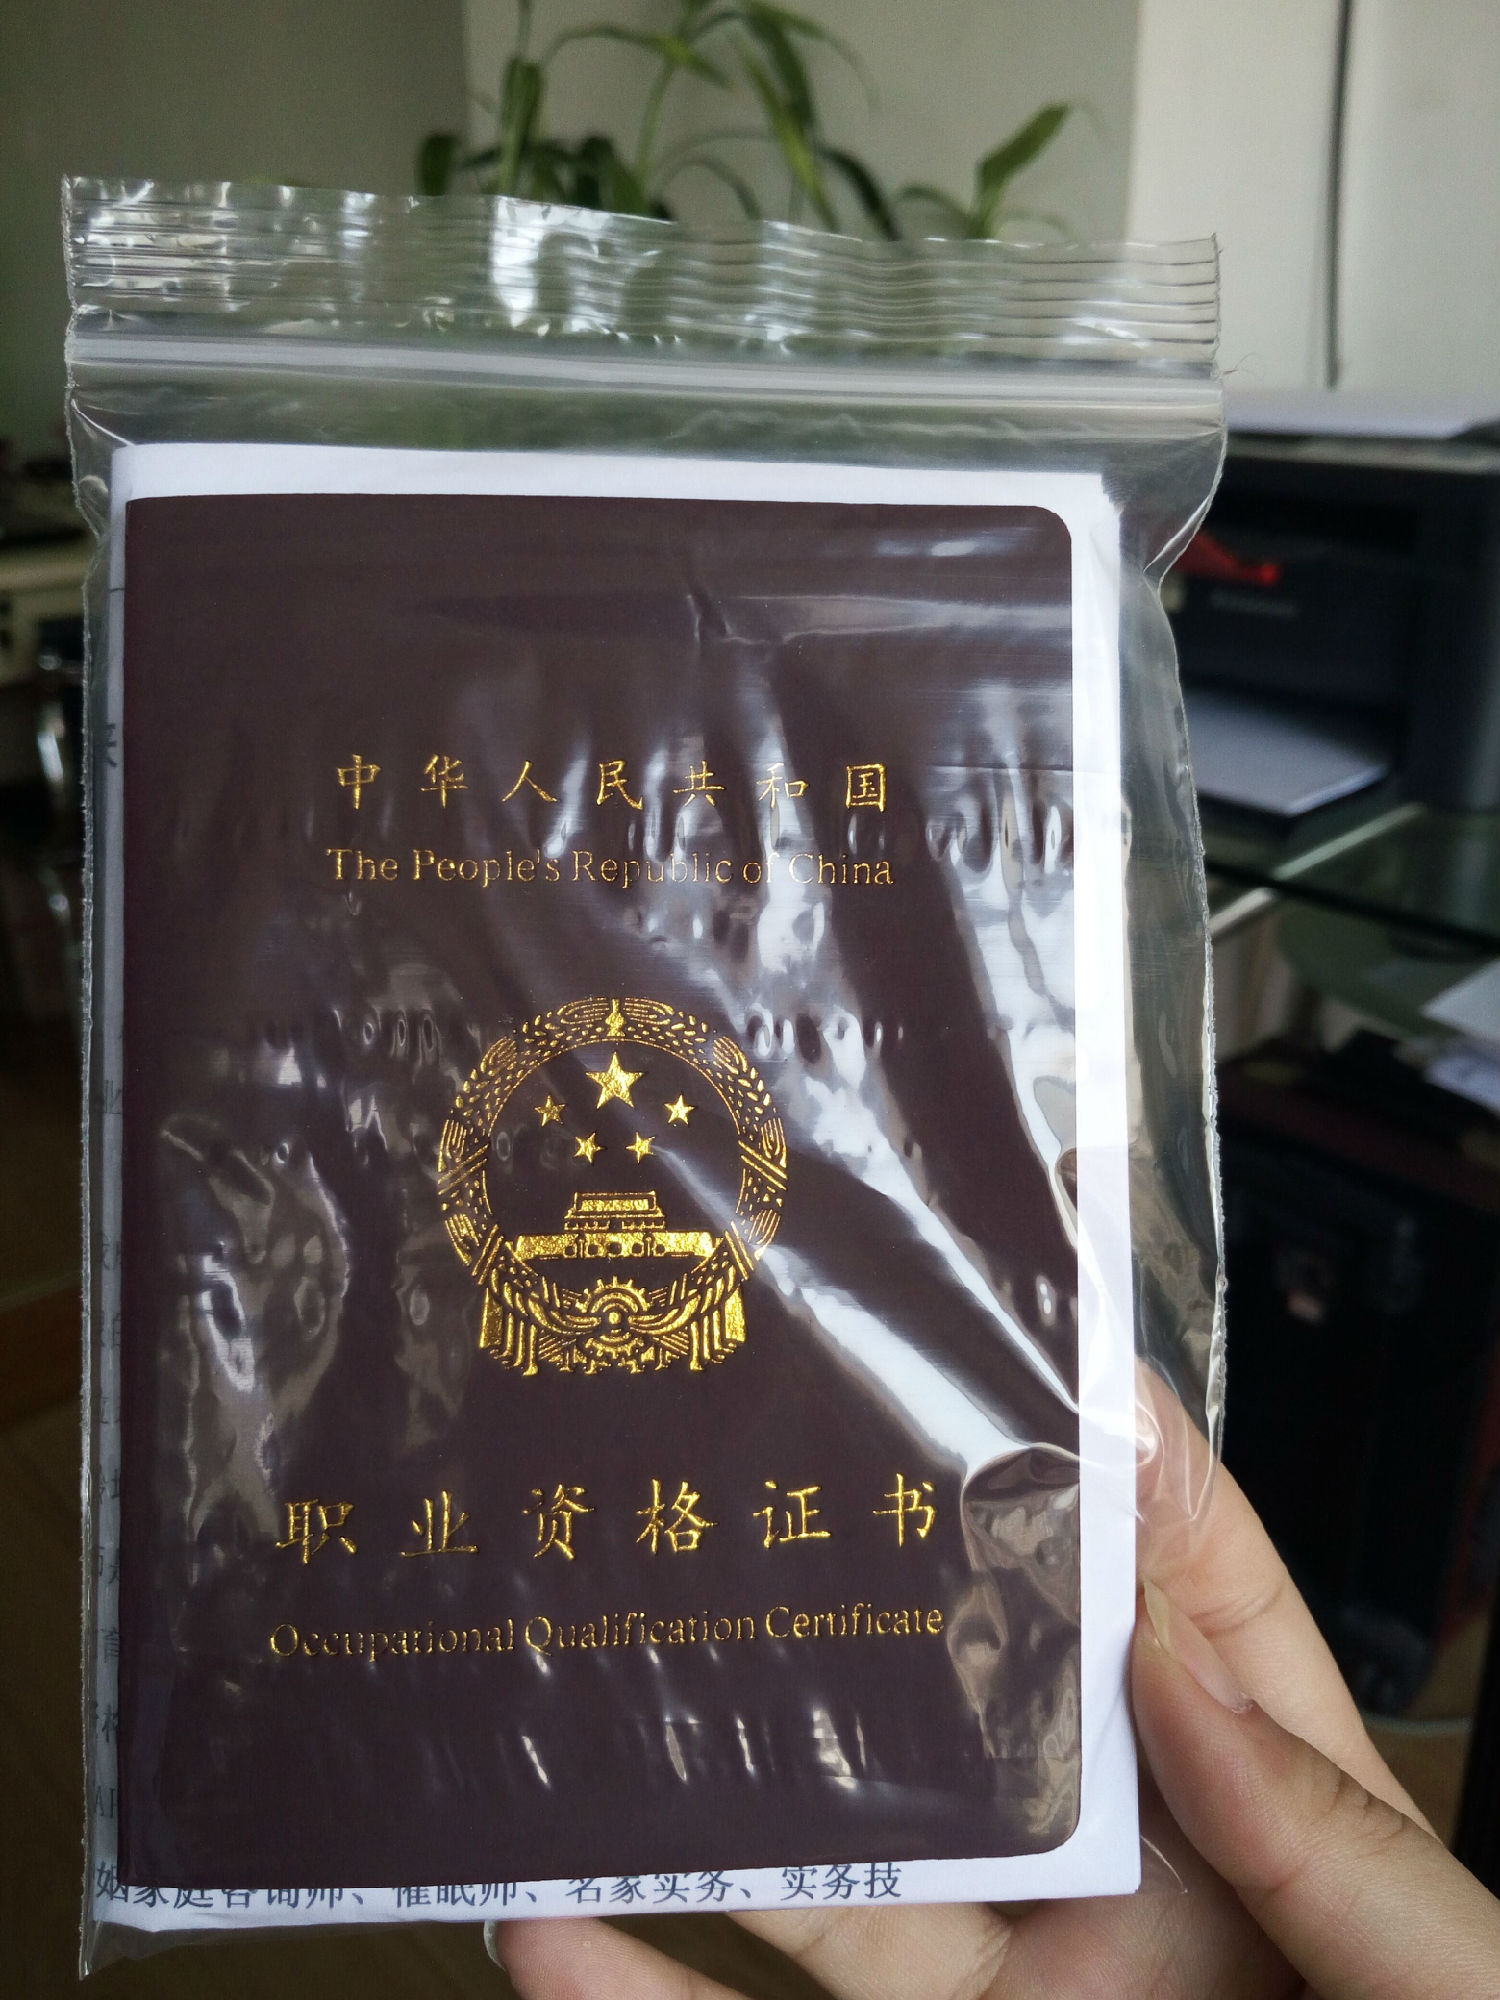 中华人民共和国
The People's Republic of China
职业资格证书
Occupational Qualification Certificate
姻家庭咨询师、催眠师、名家实务、实务技